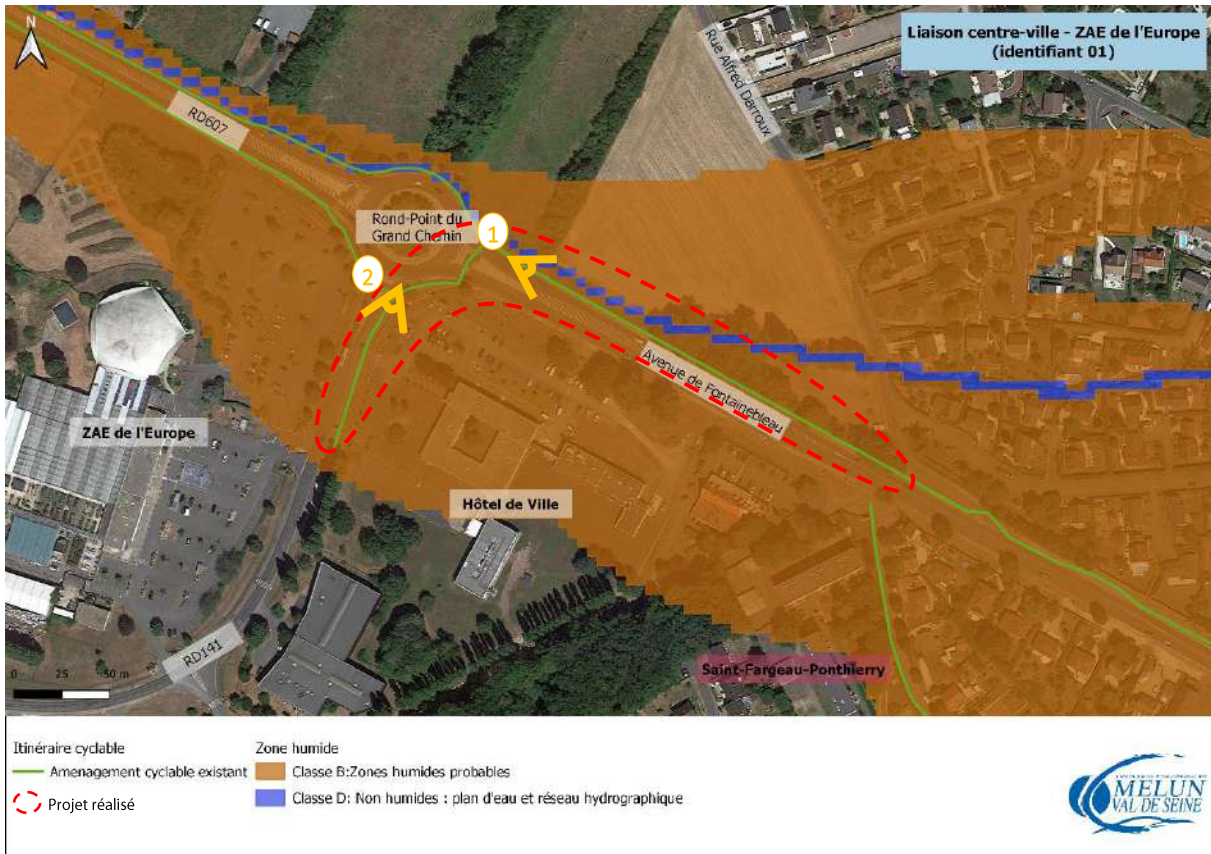 N
Liaison centre-ville - ZAE de l'Europe
(identifiant 01)
Rue Alfred Darroux
RD607
Rond-Point du
Grand Chemin
1
2
Avenue de Fontainebleau
ZAE de l'Europe
Hôtel de Ville
RD141
Saint-Fargeau-Ponthierry
0 25 50 m
Itinéraire cyclable
Amenagement cyclable existant
Projet réalisé
Zone humide
Classe B:Zones humides probables
Classe D: Non humides : plan d'eau et réseau hydrographique
MELUN
VAL DE SEINE